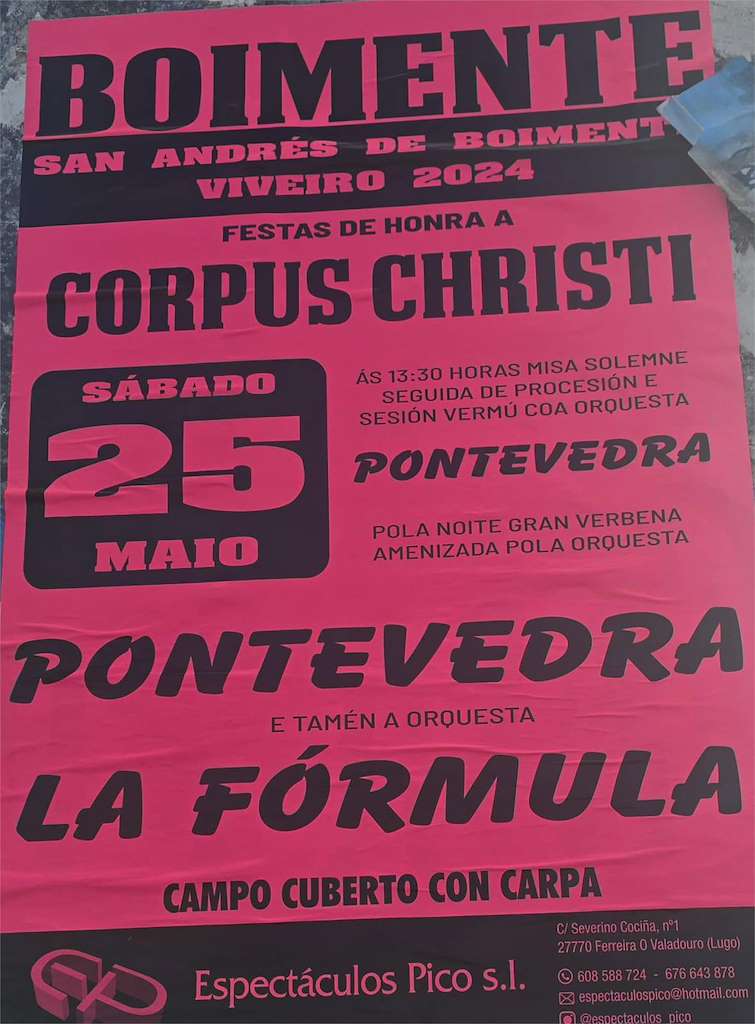 BOIMENTE
SAN ANDRÉS DE BOIMENT
VIVEIRO 2024
FESTAS DE HONRA A
CORPUS CHRISTI
SÁBADO
25
MAIO
ÁS 13:30 HORAS MISA SOLEMNE
SEGUIDA DE PROCESIÓN E
SESIÓN VERMÚ COA ORQUESTA
PONTEVEDRA
POLA NOITE GRAN VERBENA
AMENIZADA POLA ORQUESTA
PONTEVEDRA
E TAMÉN A ORQUESTA
LA FÓRMULA
CAMPO CUBERTO CON CARPA
Espectáculos Pico s.l.
C/ Severino Cociña, nº1
27770 Ferreira O Valadouro (Lugo)
608 588 724 - 676 643 878
espectaculospico@hotmail.com
@espectaculos_pico